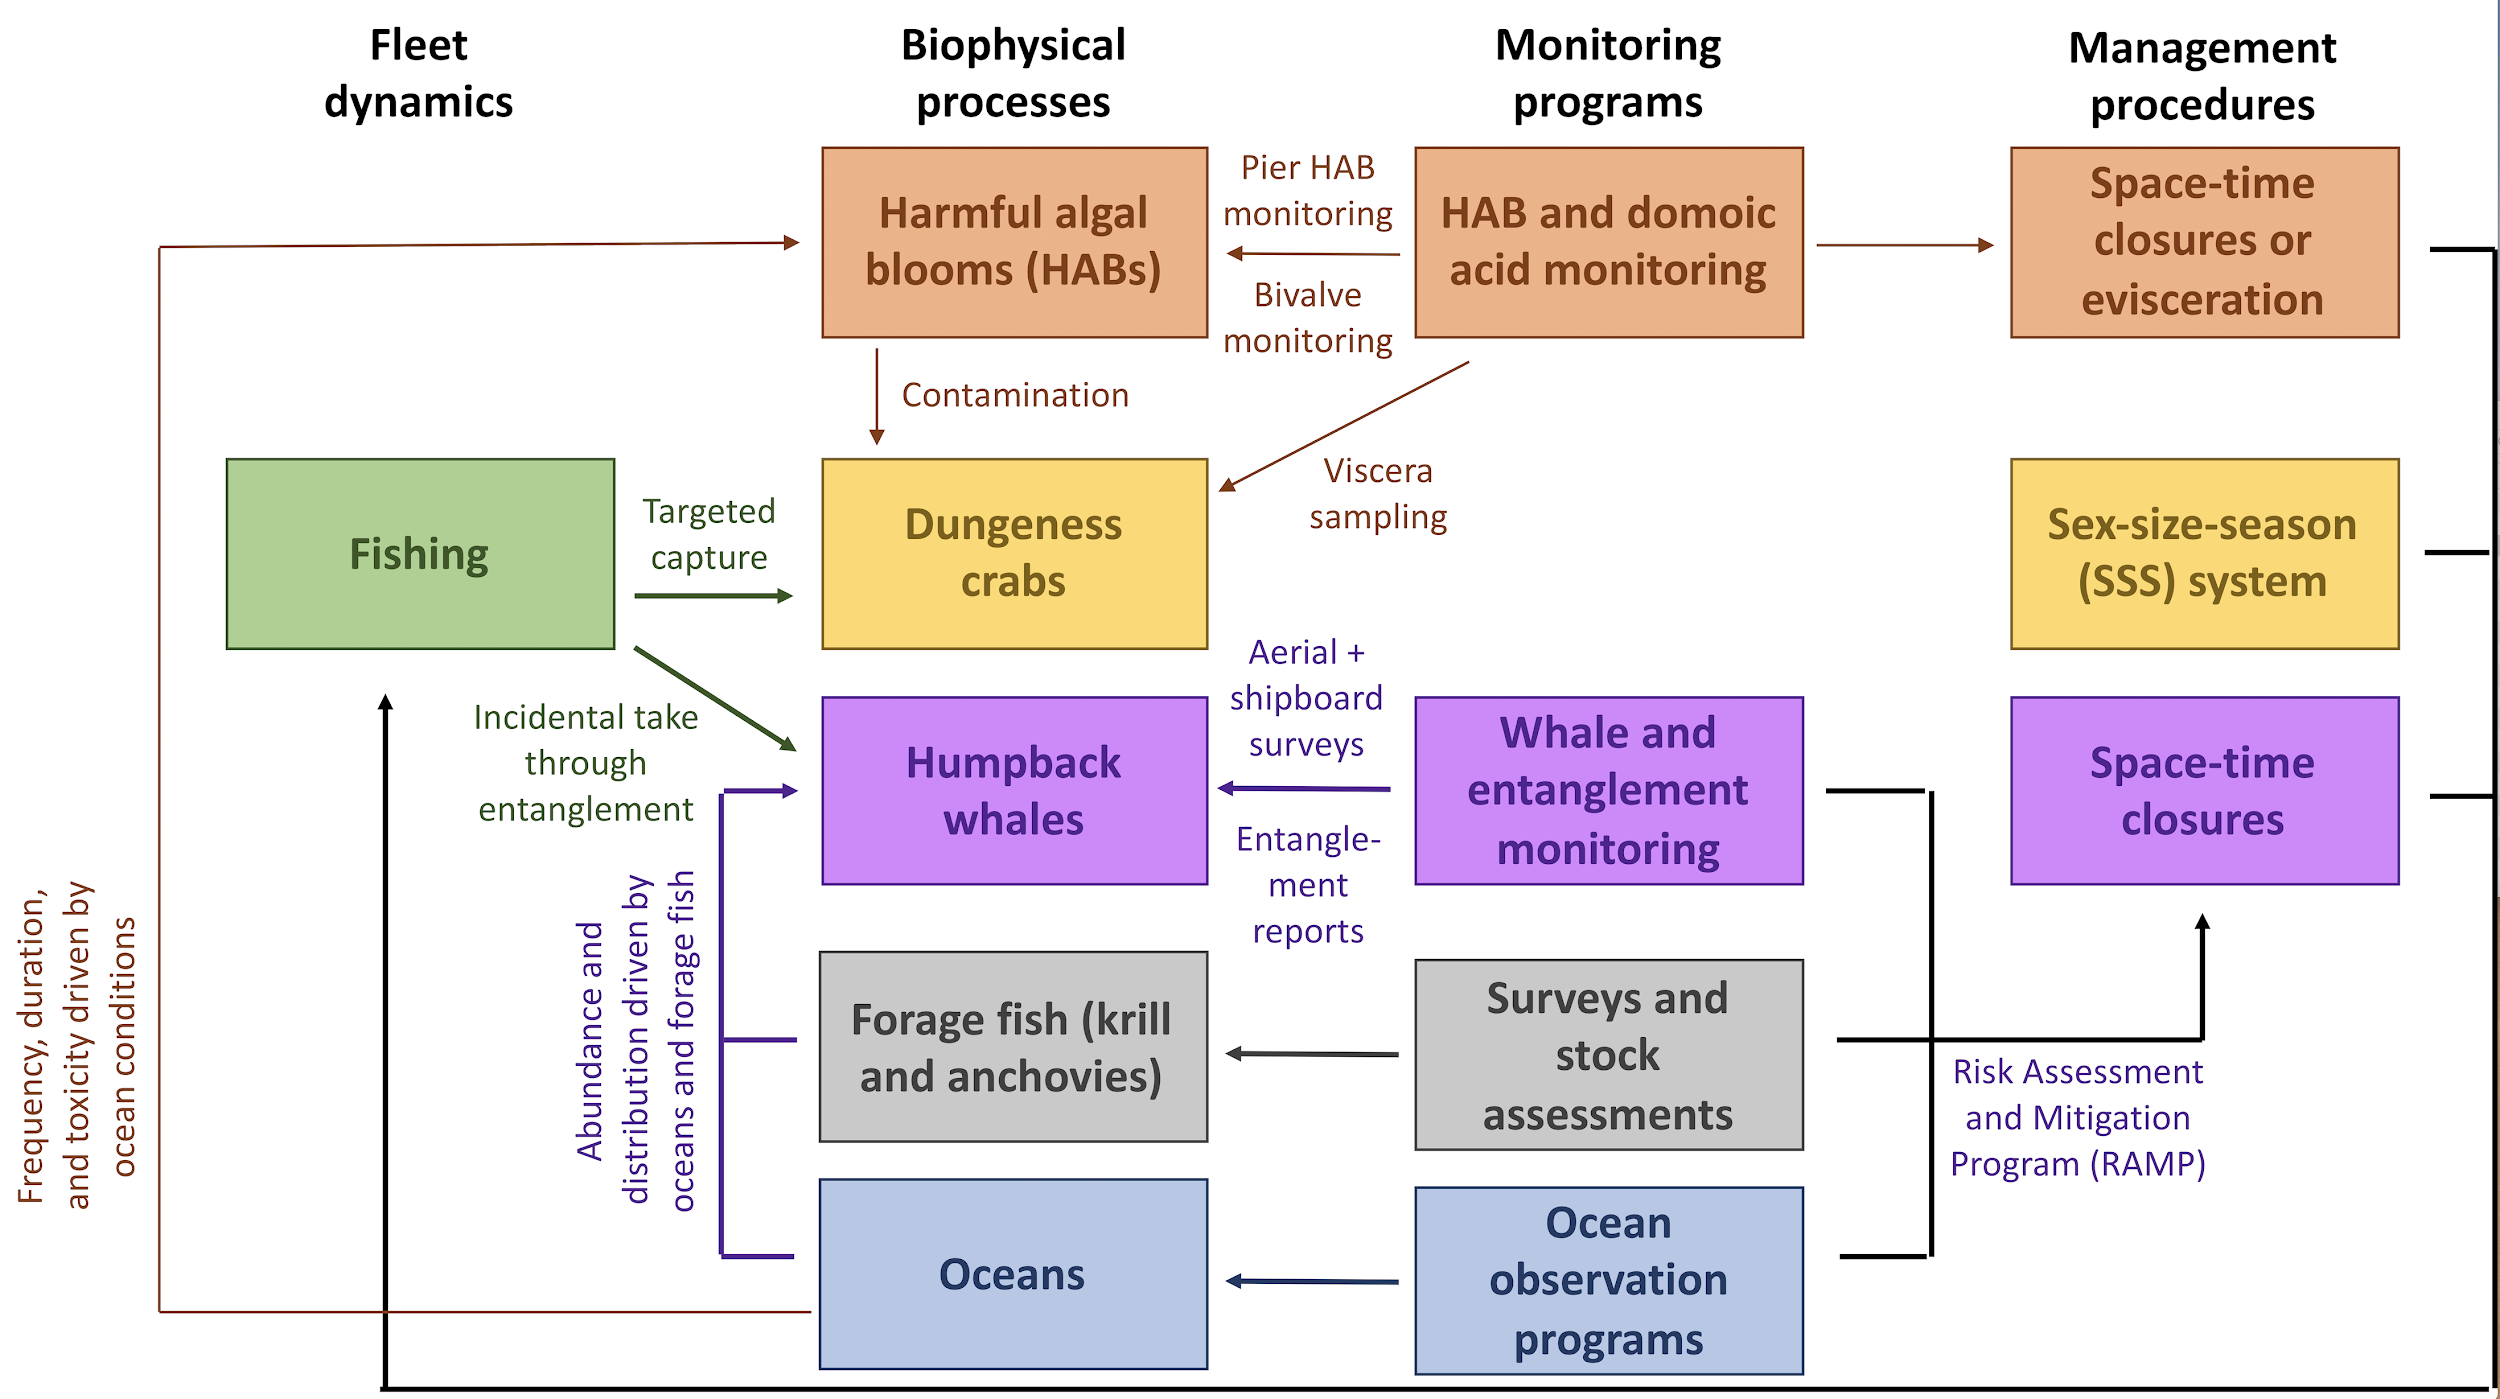 Fleet
dynamics
Biophysical
processes
Monitoring
programs
Management
procedures
Harmful algal
blooms (HABs)
Pier HAB
monitoring
Bivalve
monitoring
HAB and domoic
acid monitoring
Space-time
closures or
evisceration
Contamination
Viscera
sampling
Fishing
Targeted
capture
Dungeness
crabs
Sex-size-season
(SSS) system
Incidental take
through
entanglement
Humpback
whales
Aerial +
shipboard
surveys
Entangle-
ment
reports
Whale and
entanglement
monitoring
Space-time
closures
Frequency, duration,
and toxicity driven by
ocean conditions
Abundance and
distribution driven by
oceans and forage fish
Forage fish (krill
and anchovies)
Surveys and
stock
assessments
Risk Assessment
and Mitigation
Program (RAMP)
Oceans
Ocean
observation
programs